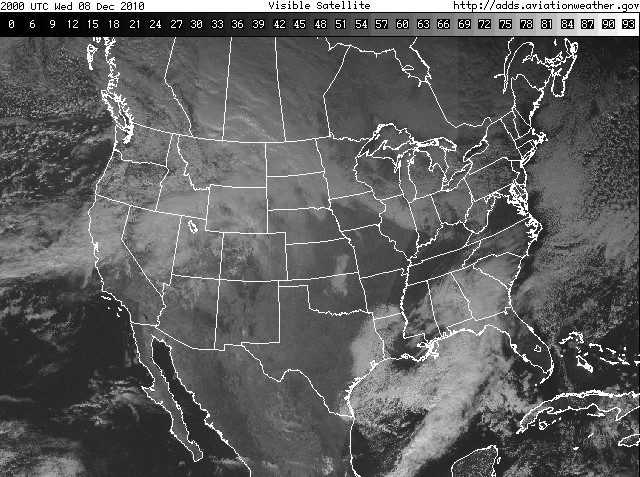 2000 UTC Wed 08 Dec 2010 Visible Satellite http://adds.aviationweather.gov
0 6 9 12 15 18 21 24 27 30 33 36 39 42 45 48 51 54 57 60 63 66 69 72 75 78 81 84 87 90 93